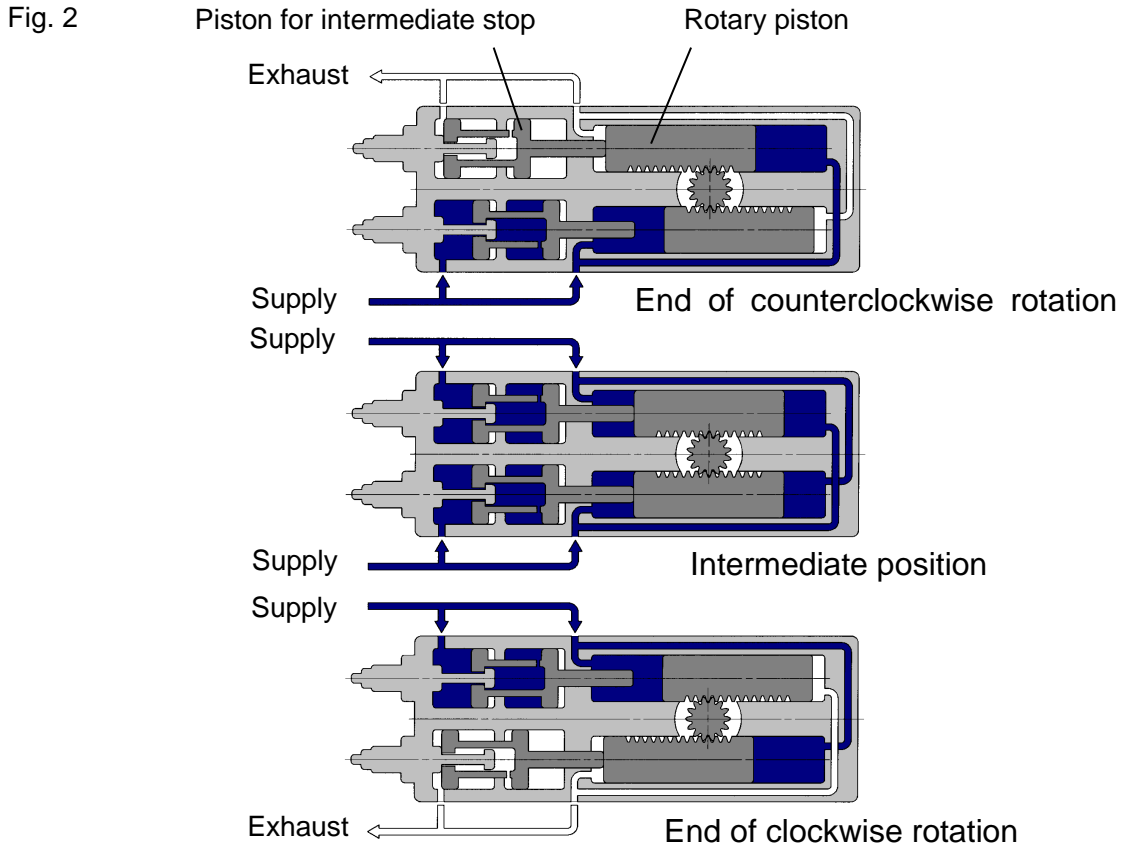 Fig. 2
Piston for intermediate stop
Rotary piston
Exhaust
Supply
End of counterclockwise rotation
Supply
Supply
Intermediate position
Supply
Exhaust
End of clockwise rotation